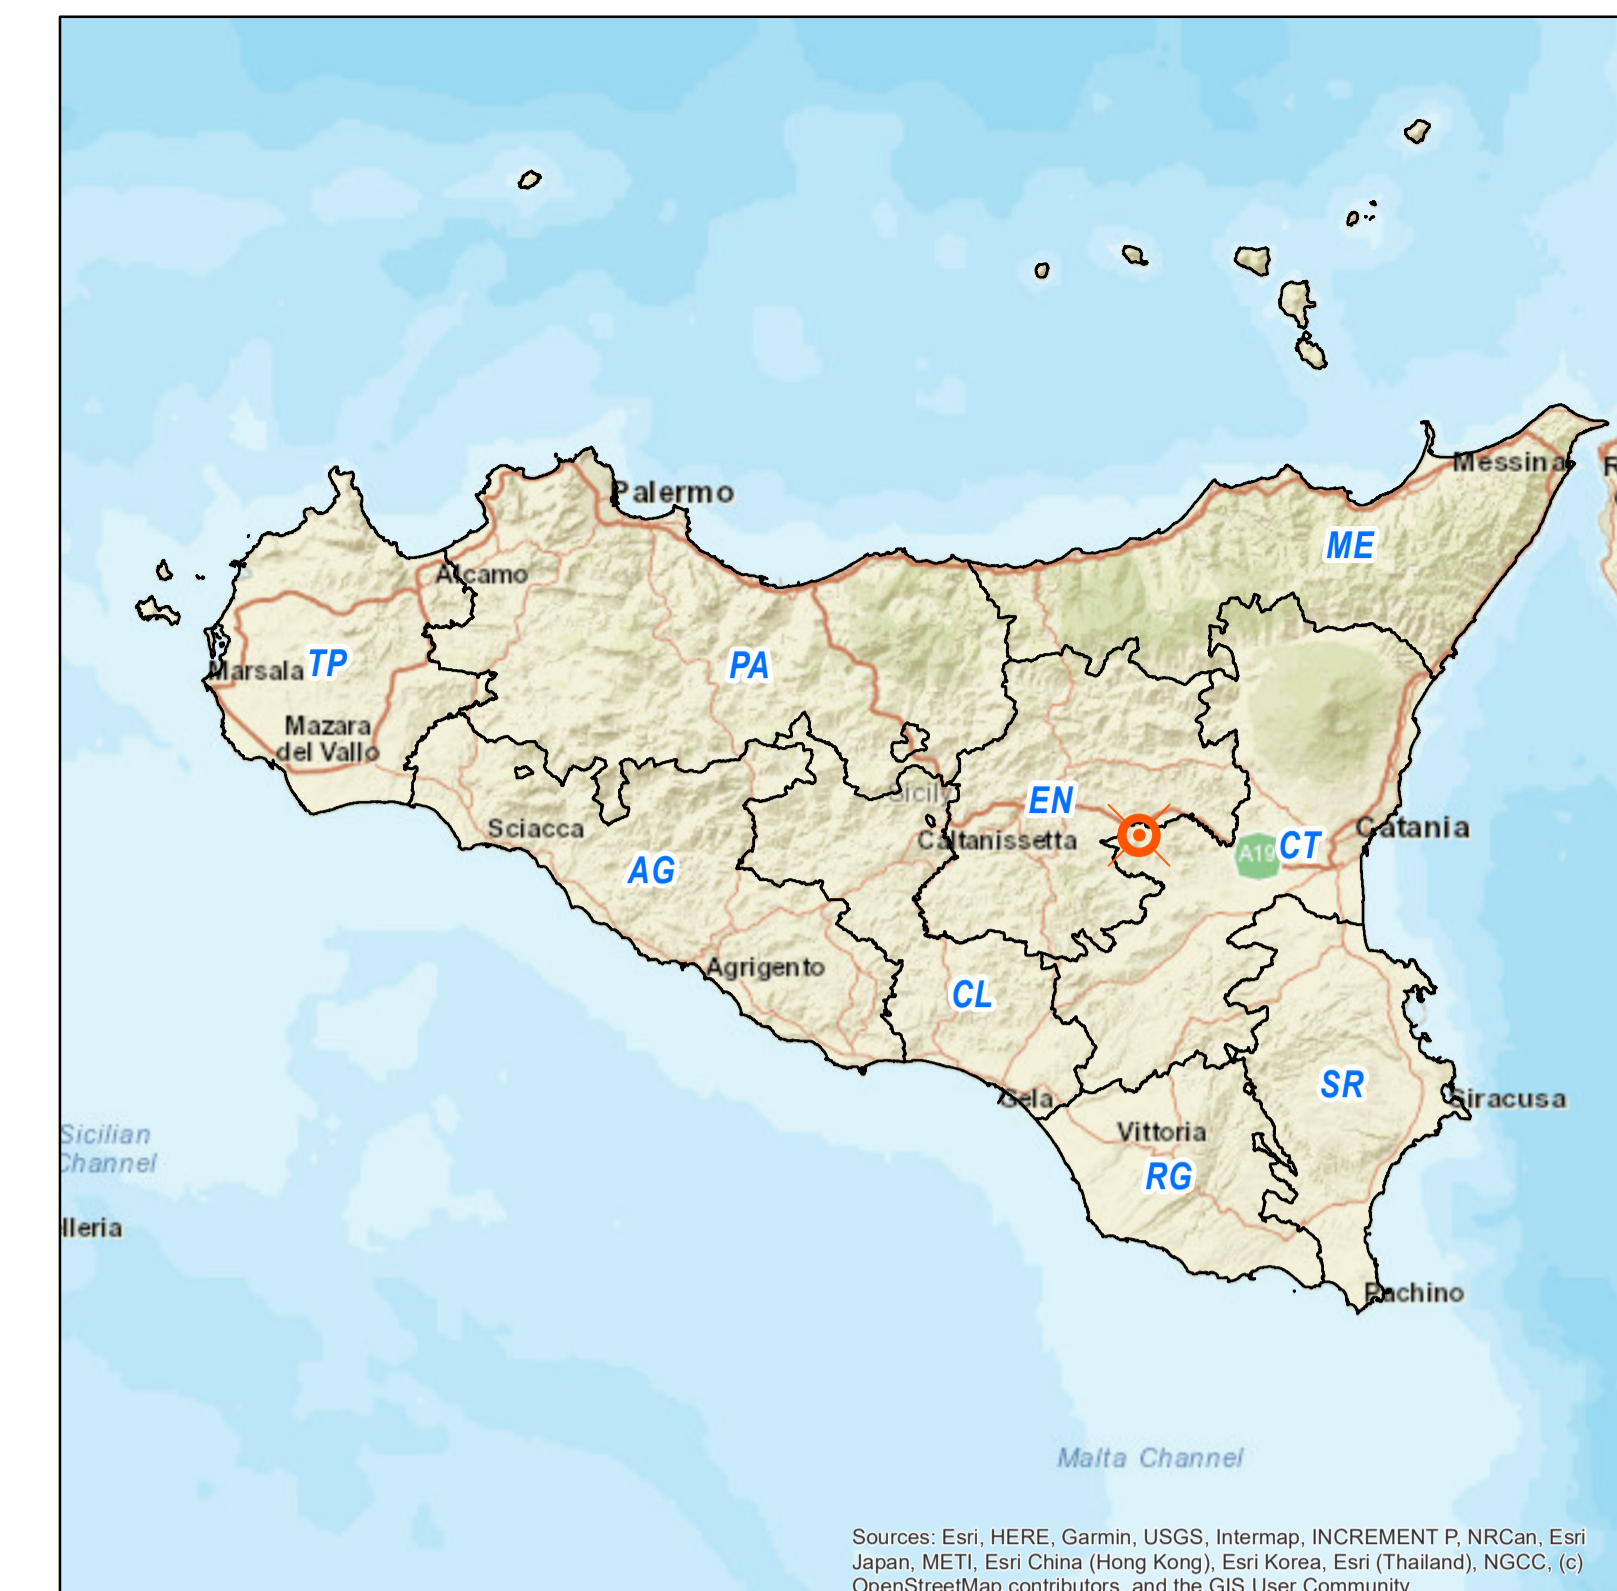 Messina
R
Palermo
ME
Alcamo
Marsala
TP
PA
Mazara
del Vallo
Sicily
EN
Sciacca
Caltanissetta
A19
CT
Catania
AG
Agrigento
CL
SR
Gela
Siracusa
Sicilian
Channel
Vittoria
RG
lleria
Pachino
Malta Channel
Sources: Esri, HERE, Garmin, USGS, Intermap, INCREMENT P, NRCan, Esri
Japan, METI, Esri China (Hong Kong), Esri Korea, Esri (Thailand), NGCC, (c)
OpenStreetMap contributors, and the GIS User Community